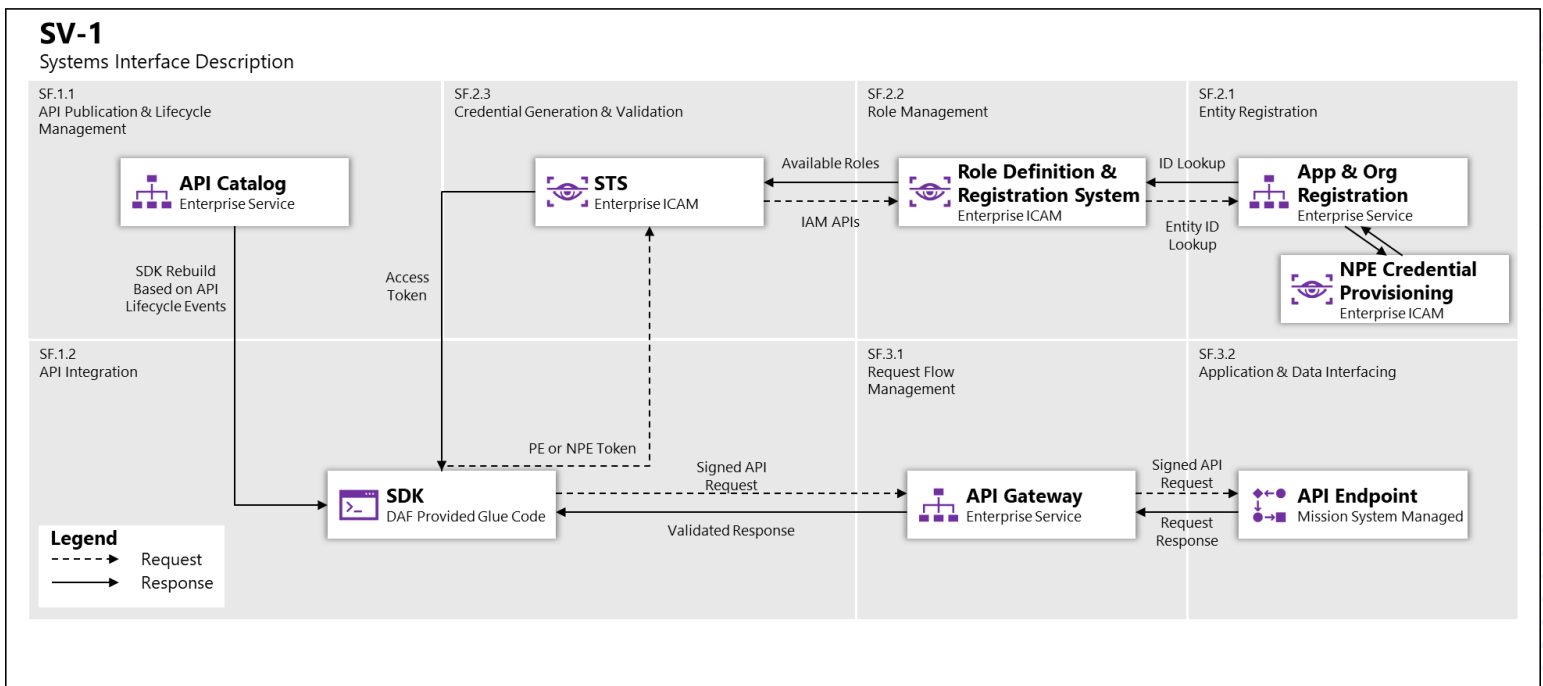 SV-1
Systems Interface Description
SF.1.1
API Publication & Lifecycle
Management
SF.2.3
Credential Generation & Validation
SF.2.2
Role Management
SF.2.1
Entity Registration
API Catalog
Enterprise Service
STS
Enterprise ICAM
Available Roles
IAM APIs
Role Definition &
Registration System
Enterprise ICAM
ID Lookup
Entity ID
Lookup
App & Org
Registration
Enterprise Service
NPE Credential
Provisioning
Enterprise ICAM
SDK Rebuild
Based on API
Lifecycle Events
Access
Token
SF.1.2
API Integration
SF.3.1
Request Flow
Management
SF.3.2
Application & Data Interfacing
PE or NPE Token
SDK
DAF Provided Glue Code
Signed API
Request
Validated Response
API Gateway
Enterprise Service
Signed API
Request
Request
Response
API Endpoint
Mission System Managed
Legend
Request
Response